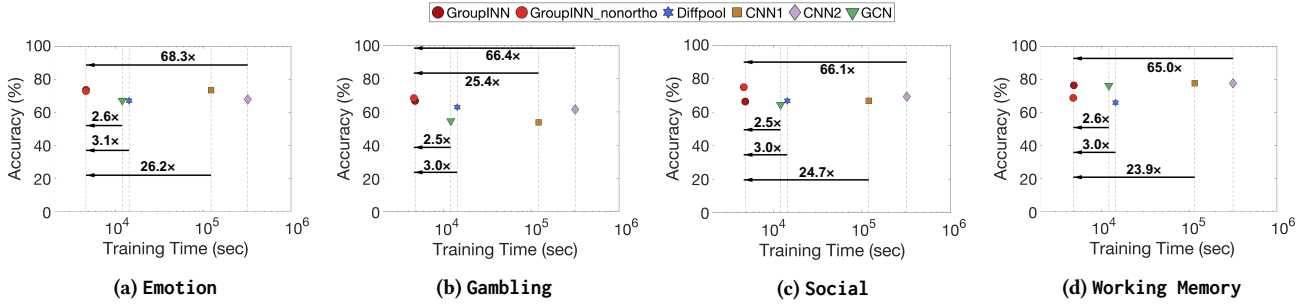 GroupINN GroupINN_nonortho Diffpool CNN1 CNN2 GCN
100
80
60
40
20
0
Accuracy (%)
68.3×
2.6×
3.1×
26.2×
10^4 10^5 10^6
Training Time (sec)
(a) Emotion
100
80
60
40
20
0
Accuracy (%)
66.4×
25.4×
2.5×
3.0×
10^4 10^5 10^6
Training Time (sec)
(b) Gambling
100
80
60
40
20
0
Accuracy (%)
66.1×
2.5×
3.0×
24.7×
10^4 10^5 10^6
Training Time (sec)
(c) Social
100
80
60
40
20
0
Accuracy (%)
65.0×
2.6×
3.0×
23.9×
10^4 10^5 10^6
Training Time (sec)
(d) Working Memory